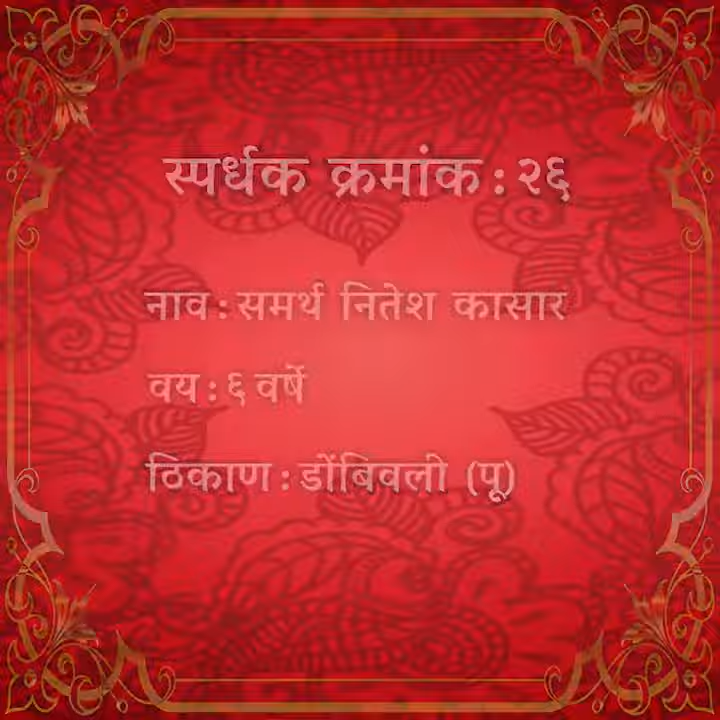 स्पर्धक क्रमांक : २६
नाव : समर्थ नितेश कासार
वय : ६ वर्षे
ठिकाण : डोंबिवली (पू)